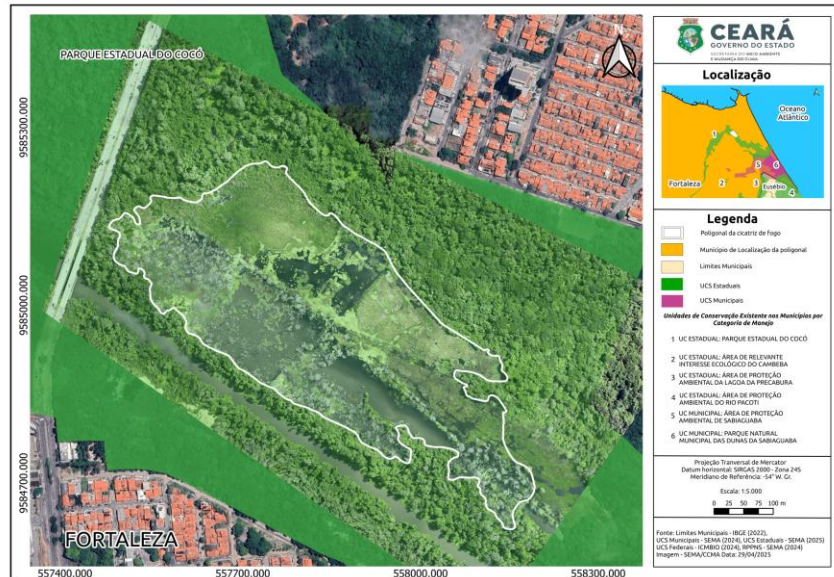 PARQUE ESTADUAL DO COCÓ
FORTALEZA
9585300.000
9585000.000
9584700.000
557400.000
557700.000
558000.000
558300.000
CEARÁ
GOVERNO DO ESTADO
SECRETARIA DO MEIO AMBIENTE
E MUDANÇA DO CLIMA
Localização
Oceano
Atlântico
1
5
6
2
3
4
Fortaleza
Eusébio
Legenda
Poligonal da cicatriz de Fogo
Município de Localização da poligonal
Limites Municipais
UCS Estaduais
UCS Municipais
Unidades de Conservação Existente nos Municípios por
Categoria de Manejo
1 UC ESTADUAL: PARQUE ESTADUAL DO COCÓ
2 UC ESTADUAL: ÁREA DE RELEVANTE
INTERESSE ECOLÓGICO DO CAMBEBA
3 UC ESTADUAL: ÁREA DE PROTEÇÃO
AMBIENTAL DA LAGOA DA PRECABURA
4 UC ESTADUAL: ÁREA DE PROTEÇÃO
AMBIENTAL DO RIO PACOTI
5 UC MUNICIPAL: ÁREA DE PROTEÇÃO
AMBIENTAL DE SABIAGUABA
6 UC MUNICIPAL: PARQUE NATURAL
MUNICIPAL DAS DUNAS DA SABIAGUABA
Projeção Tranversal de Mercator
Datum horizontal: SIRGAS 2000 - Zona 24S
Meridiano de Referência: -54° W. Gr.
Escala: 1:5.000
0 25 50 75 100 m
Fonte: Limites Municipais - IBGE (2022),
UCS Municipais - SEMA (2024), UCS Estaduais - SEMA (2025)
UCS Federais - ICMBIO (2024), RPPNS - SEMA (2024)
Imagem - SEMA/CCMA Data: 29/04/2025